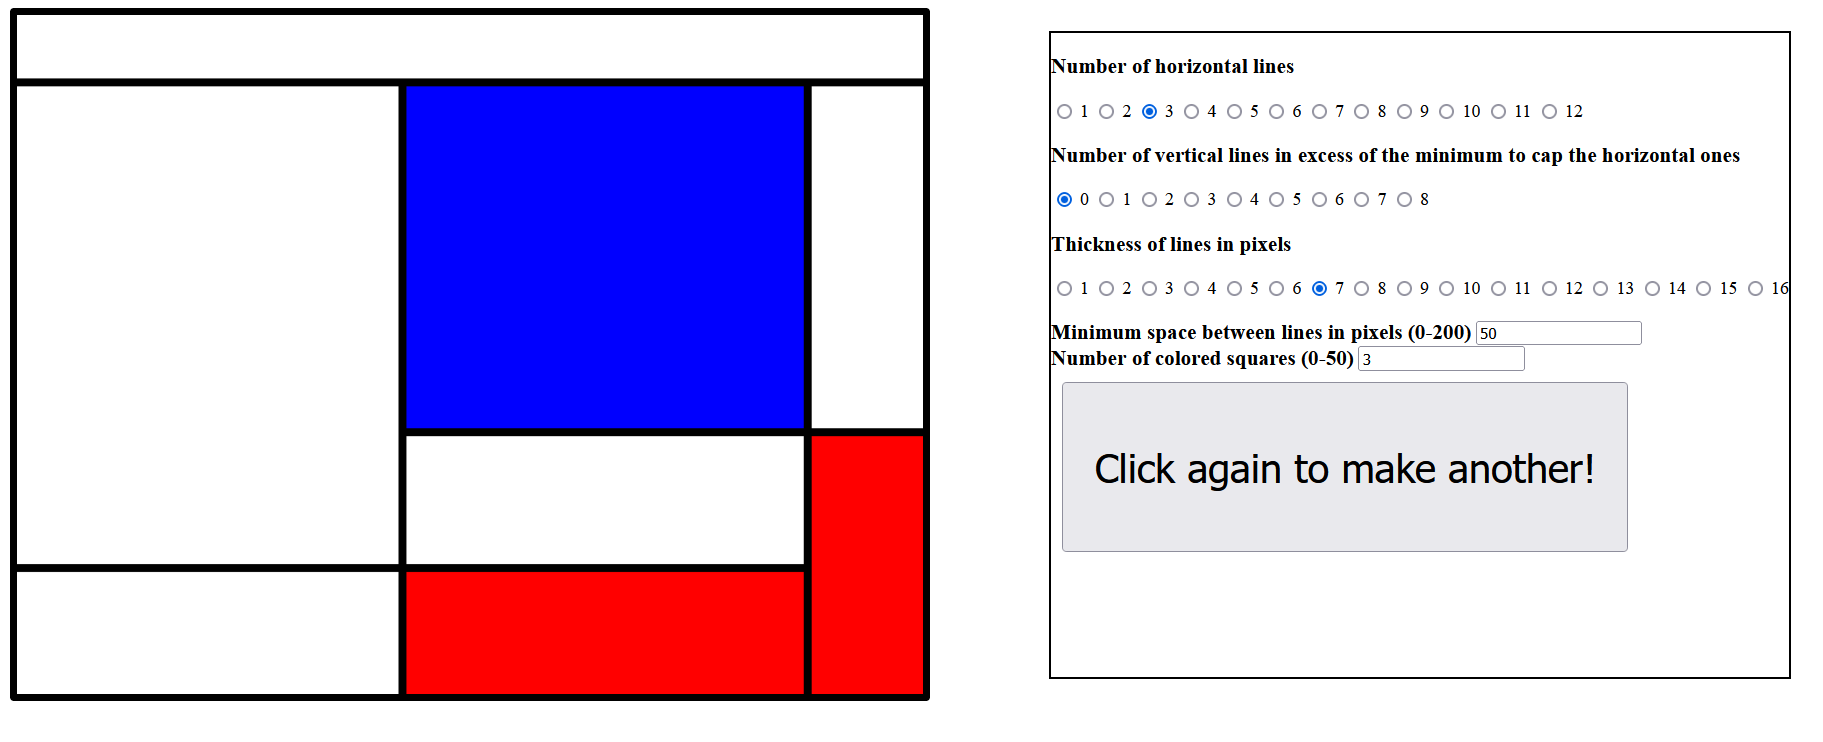 Number of horizontal lines
1 2 3 4 5 6 7 8 9 10 11 12
Number of vertical lines in excess of the minimum to cap the horizontal ones
0 1 2 3 4 5 6 7 8
Thickness of lines in pixels
1 2 3 4 5 6 7 8 9 10 11 12 13 14 15 16
Minimum space between lines in pixels (0-200) 50
Number of colored squares (0-50) 3
Click again to make another!